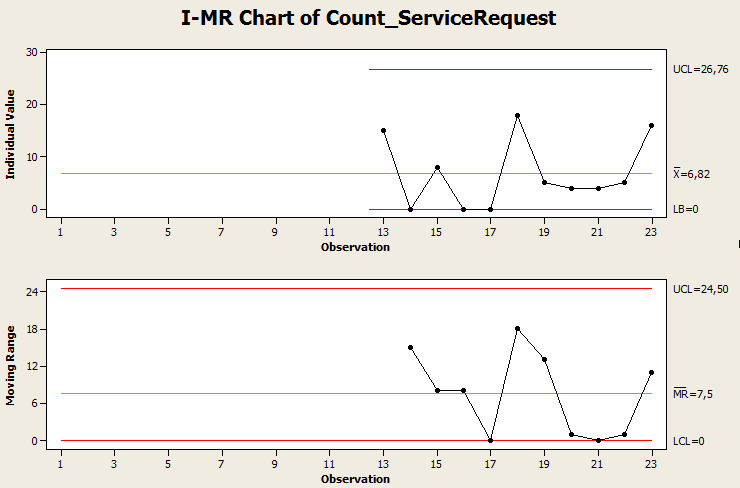 I-MR Chart of Count_ServiceRequest
30
20
10
0
Individual Value
UCL=26,76
X̅=6,82
LB=0
1 3 5 7 9 11 13 15 17 19 21 23
Observation
24
18
12
6
0
Moving Range
UCL=24,50
M̅R̅=7,5
LCL=0
1 3 5 7 9 11 13 15 17 19 21 23
Observation